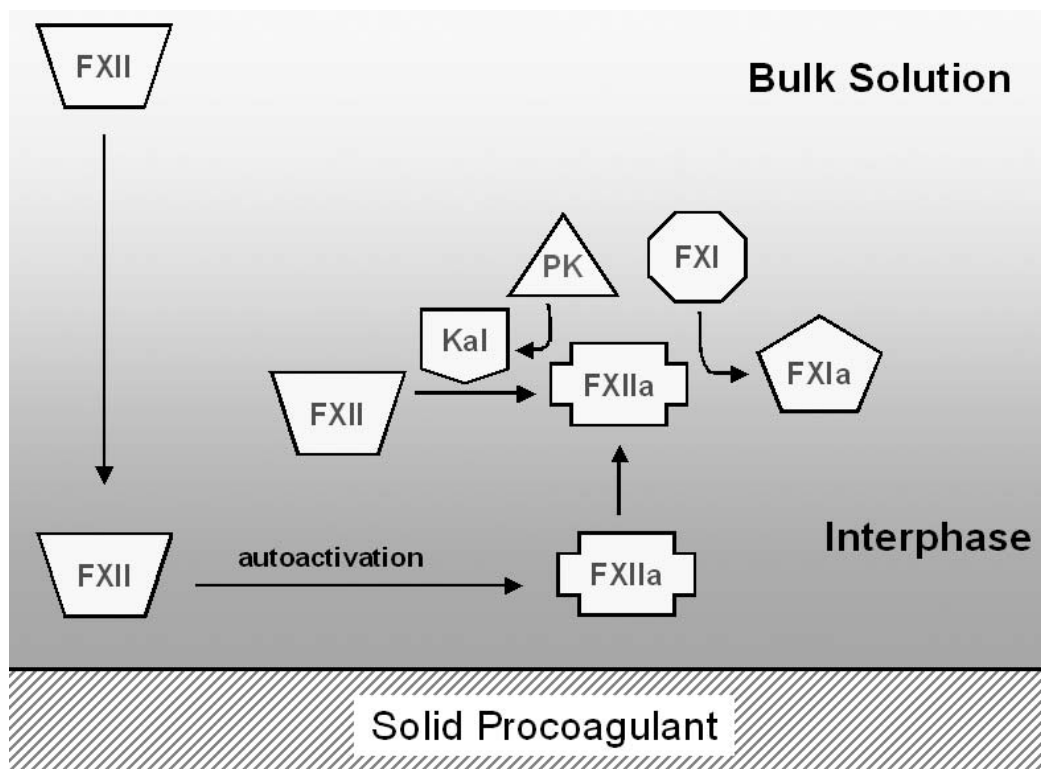 FXII
Bulk Solution
PK
FXI
Kal
FXII
FXIIa
FXIa
Interphase
FXII
autoactivation
FXIIa
Solid Procoagulant